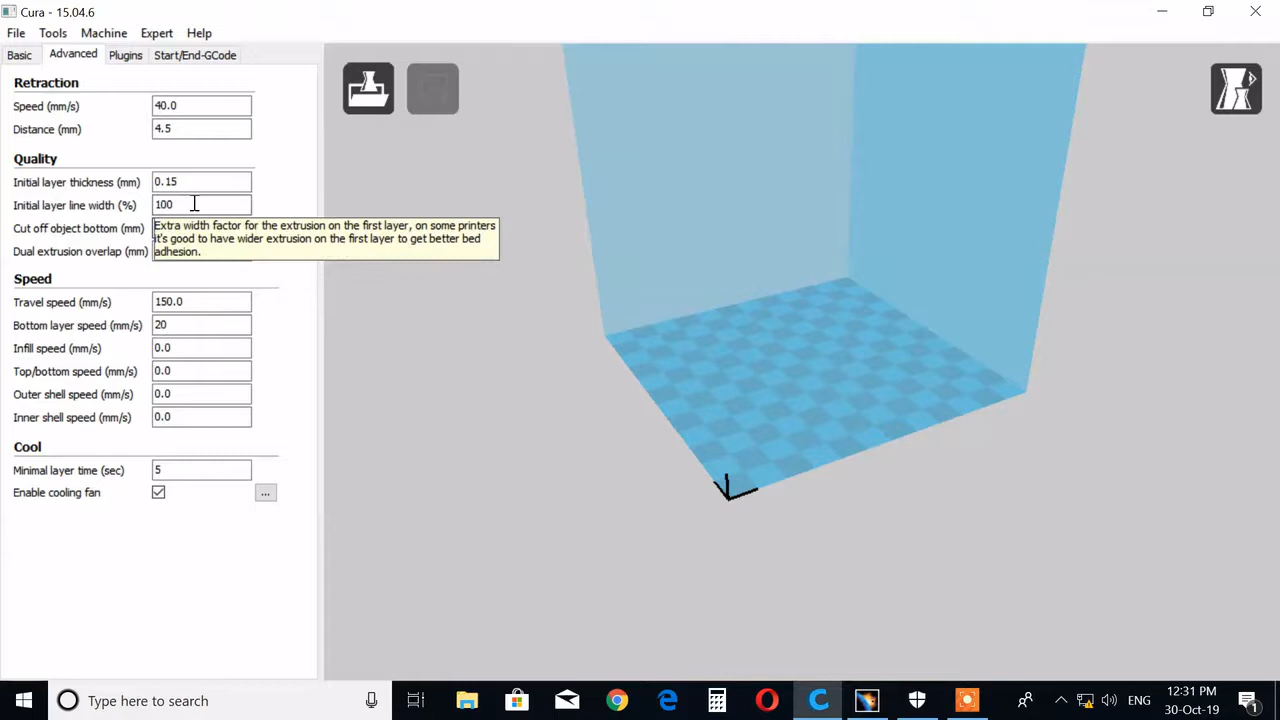 Cura - 15.04.6
File Tools Machine Expert Help
Basic Advanced Plugins Start/End-GCode
Retraction
Speed (mm/s) 40.0
Distance (mm) 4.5
Quality
Initial layer thickness (mm) 0.15
Initial layer line width (%) 100
Cut off object bottom (mm)
Dual extrusion overlap (mm)
Extra width factor for the extrusion on the first layer, on some printers
it's good to have wider extrusion on the first layer to get better bed
adhesion.
Speed
Travel speed (mm/s) 150.0
Bottom layer speed (mm/s) 20
Infill speed (mm/s) 0.0
Top/bottom speed (mm/s) 0.0
Outer shell speed (mm/s) 0.0
Inner shell speed (mm/s) 0.0
Cool
Minimal layer time (sec) 5
Enable cooling fan ...
Type here to search
ENG
12:31 PM
30-Oct-19
1